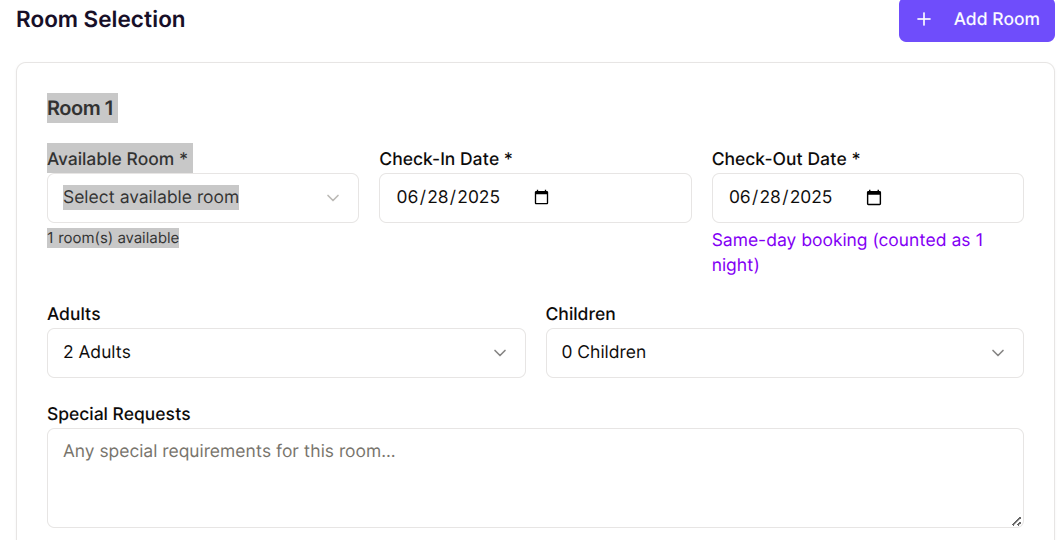 Room Selection
+ Add Room
Room 1
Available Room *
Select available room
1 room(s) available
Check-In Date *
06/28/2025
Check-Out Date *
06/28/2025
Same-day booking (counted as 1
night)
Adults
2 Adults
Children
0 Children
Special Requests
Any special requirements for this room...